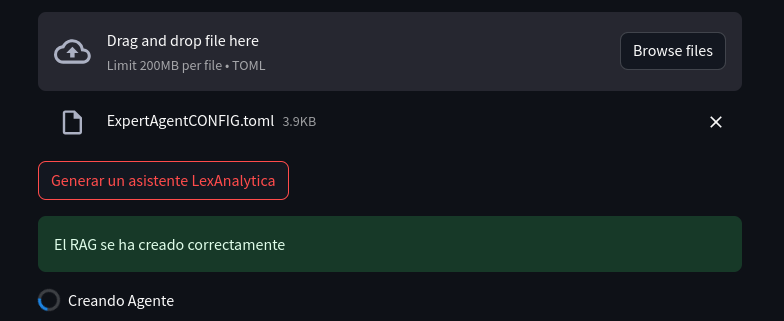 Drag and drop file here
Browse files
Limit 200MB per file • TOML
ExpertAgentCONFIG.toml 3.9KB
Generar un asistente LexAnalytica
El RAG se ha creado correctamente
Creando Agente